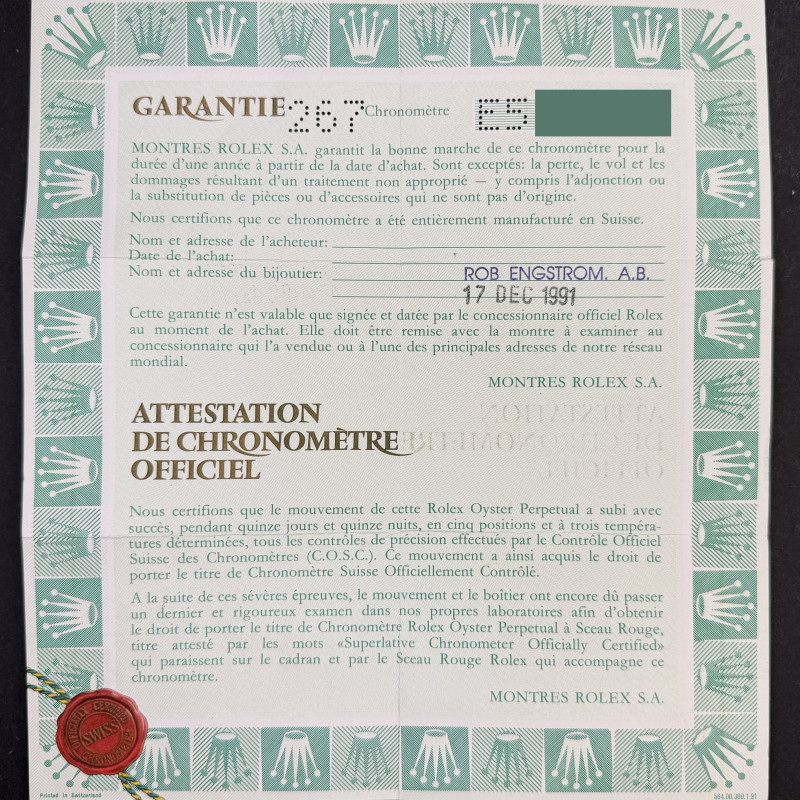 GARANTIE 267 Chronomètre E5
MONTRES ROLEX S.A. garantit la bonne marche de ce chronomètre pour la
durée d'une année à partir de la date d'achat. Sont exceptés: la perte, le vol et les
dommages résultant d'un traitement non approprié — y compris l'adjonction ou
la substitution de pièces ou d'accessoires qui ne sont pas d'origine.
Nous certifions que ce chronomètre a été entièrement manufacturé en Suisse.
Nom et adresse de l'acheteur:
Date de l'achat:
Nom et adresse du bijoutier: ROB ENGSTROM. A.B.
17 DEC 1991
Cette garantie n'est valable que signée et datée par le concessionnaire officiel Rolex
au moment de l'achat. Elle doit être remise avec la montre à examiner au
concessionnaire qui l'a vendue ou à l'une des principales adresses de notre réseau
mondial.
MONTRES ROLEX S.A.
ATTESTATION
DE CHRONOMÈTRE
OFFICIEL
Nous certifions que le mouvement de cette Rolex Oyster Perpetual a subi avec
succès, pendant quinze jours et quinze nuits, en cinq positions et à trois tempéra-
tures déterminées, tous les contrôles de précision effectués par le Contrôle Officiel
Suisse des Chronomètres (C.O.S.C.). Ce mouvement a ainsi acquis le droit de
porter le titre de Chronomètre Suisse Officiellement Contrôlé.
A la suite de ces sévères épreuves, le mouvement et le boîtier ont encore dû passer
un dernier et rigoureux examen dans nos propres laboratoires afin d'obtenir
le droit de porter le titre de Chronomètre Rolex Oyster Perpetual à Sceau Rouge,
titre attesté par les mots «Superlative Chronometer Officially Certified»
qui paraissent sur le cadran et par le Sceau Rouge Rolex qui accompagne ce
chronomètre.
MONTRES ROLEX S.A.
SWISS
Printed in Switzerland
564.00.300.1.91